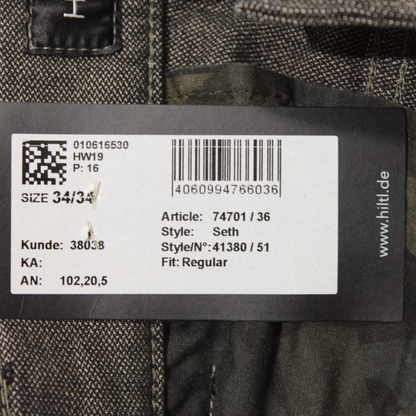 H
010616530
HW19
P: 16
4060994766036
SIZE 34/34
Article: 74701 / 36
Style: Seth
Kunde: 38038
Style/N°: 41380 / 51
KA:
Fit: Regular
AN: 102,20,5
www.hiltl.de